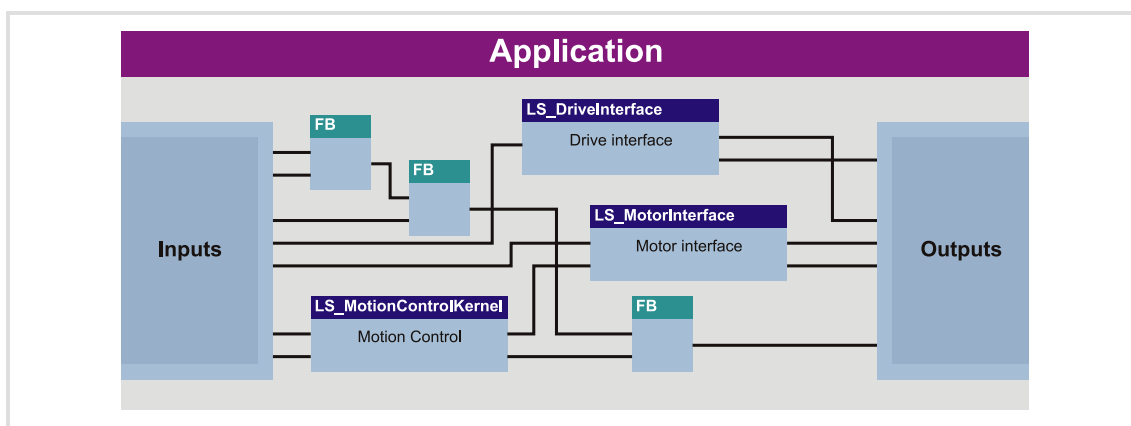 Application
LS_DriveInterface
Drive interface
FB
FB
Inputs
LS_MotorInterface
Motor interface
Outputs
LS_MotionControlKernel
Motion Control
FB